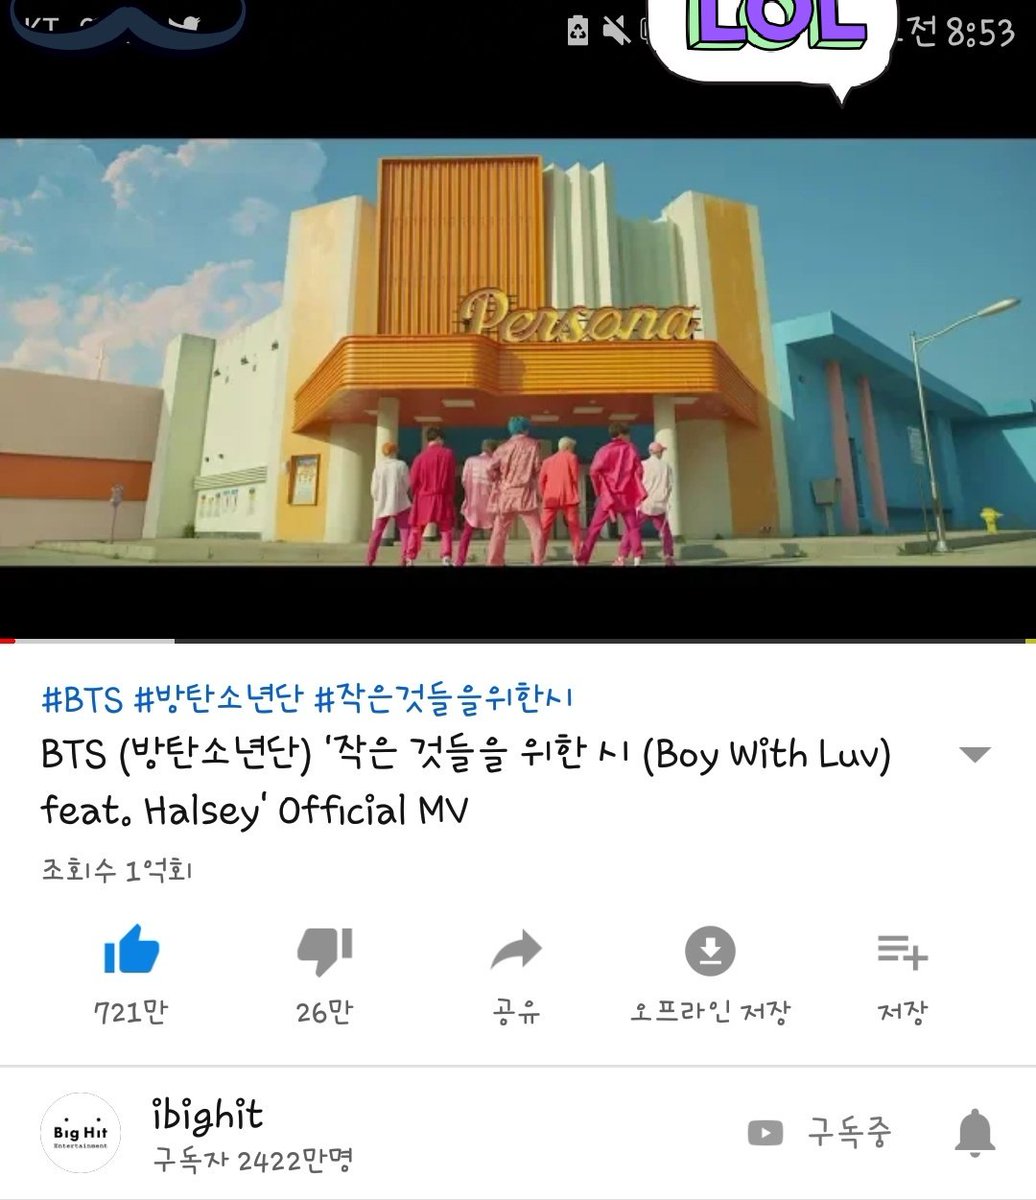 KT
LOL
전 8:53
Persona
#BTS #방탄소년단 #작은것들을위한시
BTS (방탄소년단) '작은 것들을 위한 시 (Boy With Luv)
feat. Halsey' Official MV
조회수 1억회
721만
26만
공유
오프라인 저장
저장
Big Hit
Entertainment
ibighit
구독자 2422만명
구독중